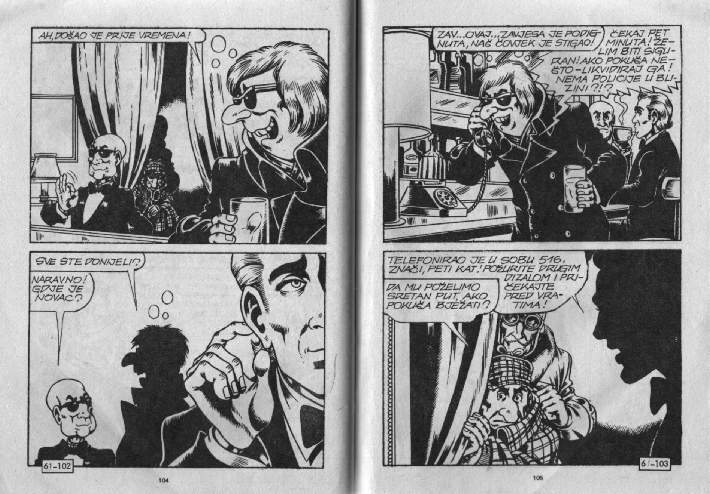 AH, DOŠAO JE PRIJE VREMENA!
SVE STE DONIJELI?
NARAVNO!
GDJE JE
NOVAC?
61-102
104
ZAV...OVAJ...ZAVJESA JE PODIG-
NUTA, NAŠ ČOVJEK JE STIGAO!
ČEKAJ PET
MINUTA! ŽE-
LIM BITI SIGU-
RAN! AKO POKUŠA NE-
ŠTO-LIKVIDIRAJ GA!
NEMA POLICIJE U BLI-
ZINI?!?
TELEFONIRAO JE U SOBU 516,
ZNAČI, PETI KAT! POŽURITE DRUGIM
DIZALOM I PRI-
ČEKAJTE
PRED VRA-
TIMA!
DA MU POŽELIMO
SRETAN PUT, AKO
POKUŠA BJEŽATI?
61-103
105